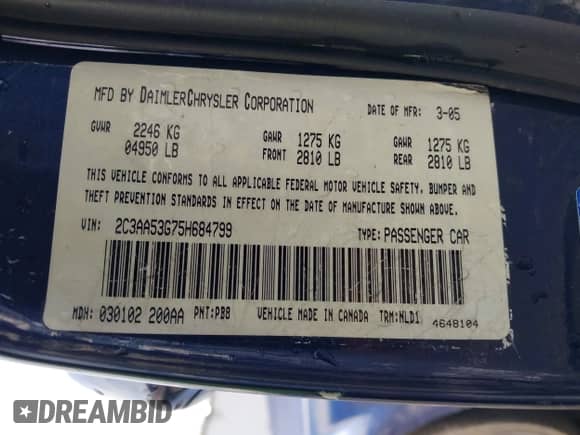 MFD BY DAIMLERCHRYSLER CORPORATION DATE OF MFR: 3-05
GVWR 2246 KG GAWR 1275 KG GAWR 1275 KG
04950 LB FRONT 2810 LB REAR 2810 LB
THIS VEHICLE CONFORMS TO ALL APPLICABLE FEDERAL MOTOR VEHICLE SAFETY, BUMPER AND
THEFT PREVENTION STANDARDS IN EFFECT ON THE DATE OF MANUFACTURE SHOWN ABOVE.
VIN: 2C3AA53G75H684799 TYPE: PASSENGER CAR
MDH: 030102 200AA PNT:PBB VEHICLE MADE IN CANADA TRM:NLD1 4648104
DREAMBID